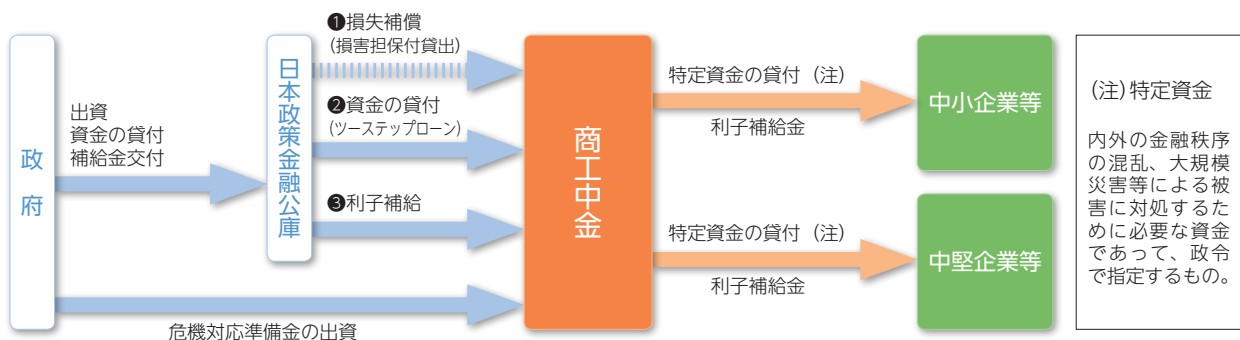 政府
出資
資金の貸付
補給金交付
日本政策金融公庫
❶損失補償
(損害担保付貸出)
❷資金の貸付
(ツーステップローン)
❸利子補給
危機対応準備金の出資
商工中金
特定資金の貸付（注）
利子補給金
中小企業等
特定資金の貸付（注）
利子補給金
中堅企業等
(注)特定資金
内外の金融秩序
の混乱、大規模
災害等による被
害に対処するた
めに必要な資金
であって、政令
で指定するもの。